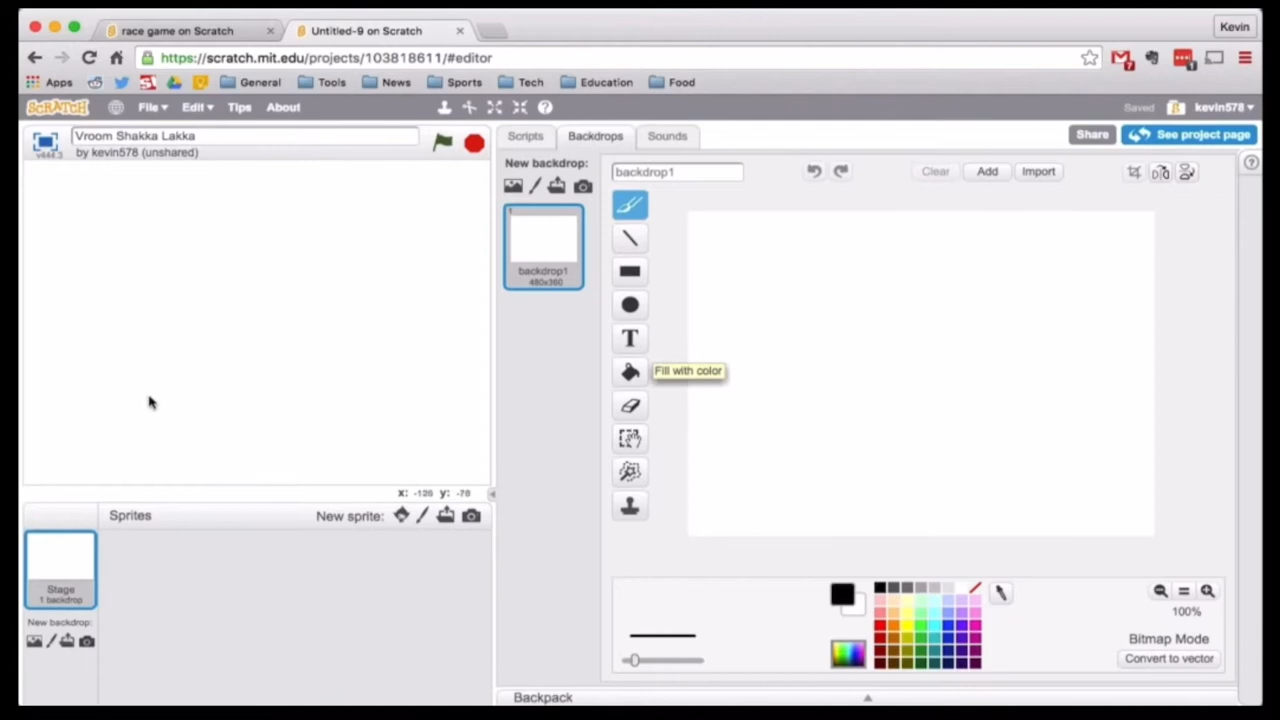 race game on Scratch
Untitled-9 on Scratch
Kevin
https://scratch.mit.edu/projects/103818611/#editor
Apps
General
Tools
News
Sports
Tech
Education
Food
SCRATCH
File
Edit
Tips
About
Saved
kevin578
v444.3
Vroom Shakka Lakka
by kevin578 (unshared)
Scripts
Backdrops
Sounds
Share
See project page
New backdrop:
backdrop1
Clear
Add
Import
1
backdrop1
480x360
T
Fill with color
x: -126 y: -78
Sprites
New sprite:
Stage
1 backdrop
New backdrop:
100%
Bitmap Mode
Convert to vector
Backpack